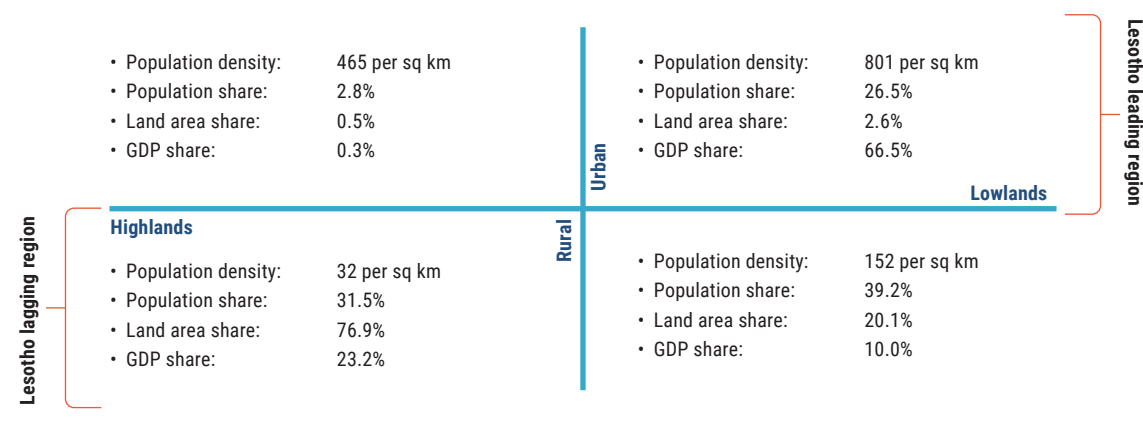 • Population density: 465 per sq km
• Population share: 2.8%
• Land area share: 0.5%
• GDP share: 0.3%
• Population density: 801 per sq km
• Population share: 26.5%
• Land area share: 2.6%
• GDP share: 66.5%
Lesotho leading region
Urban
Lowlands
Highlands
Rural
Lesotho lagging region
• Population density: 32 per sq km
• Population share: 31.5%
• Land area share: 76.9%
• GDP share: 23.2%
• Population density: 152 per sq km
• Population share: 39.2%
• Land area share: 20.1%
• GDP share: 10.0%